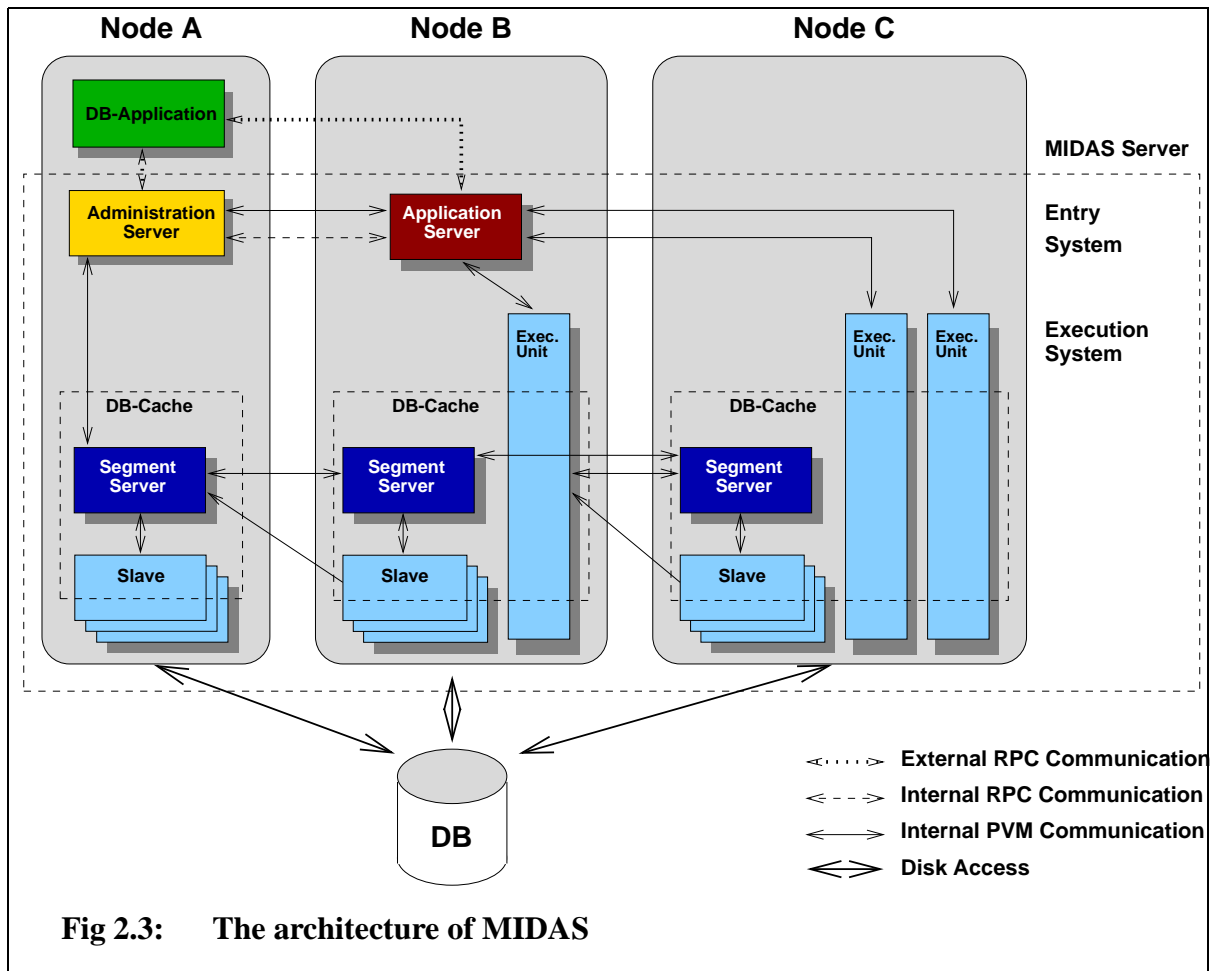 Node A
Node B
Node C
DB-Application
MIDAS Server
Administration
Server
Application
Server
Entry
System
Exec.
Unit
Exec.
Unit
Exec.
Unit
Execution
System
DB-Cache
DB-Cache
DB-Cache
Segment
Server
Segment
Server
Segment
Server
Slave
Slave
Slave
DB
External RPC Communication
Internal RPC Communication
Internal PVM Communication
Disk Access
Fig 2.3: The architecture of MIDAS